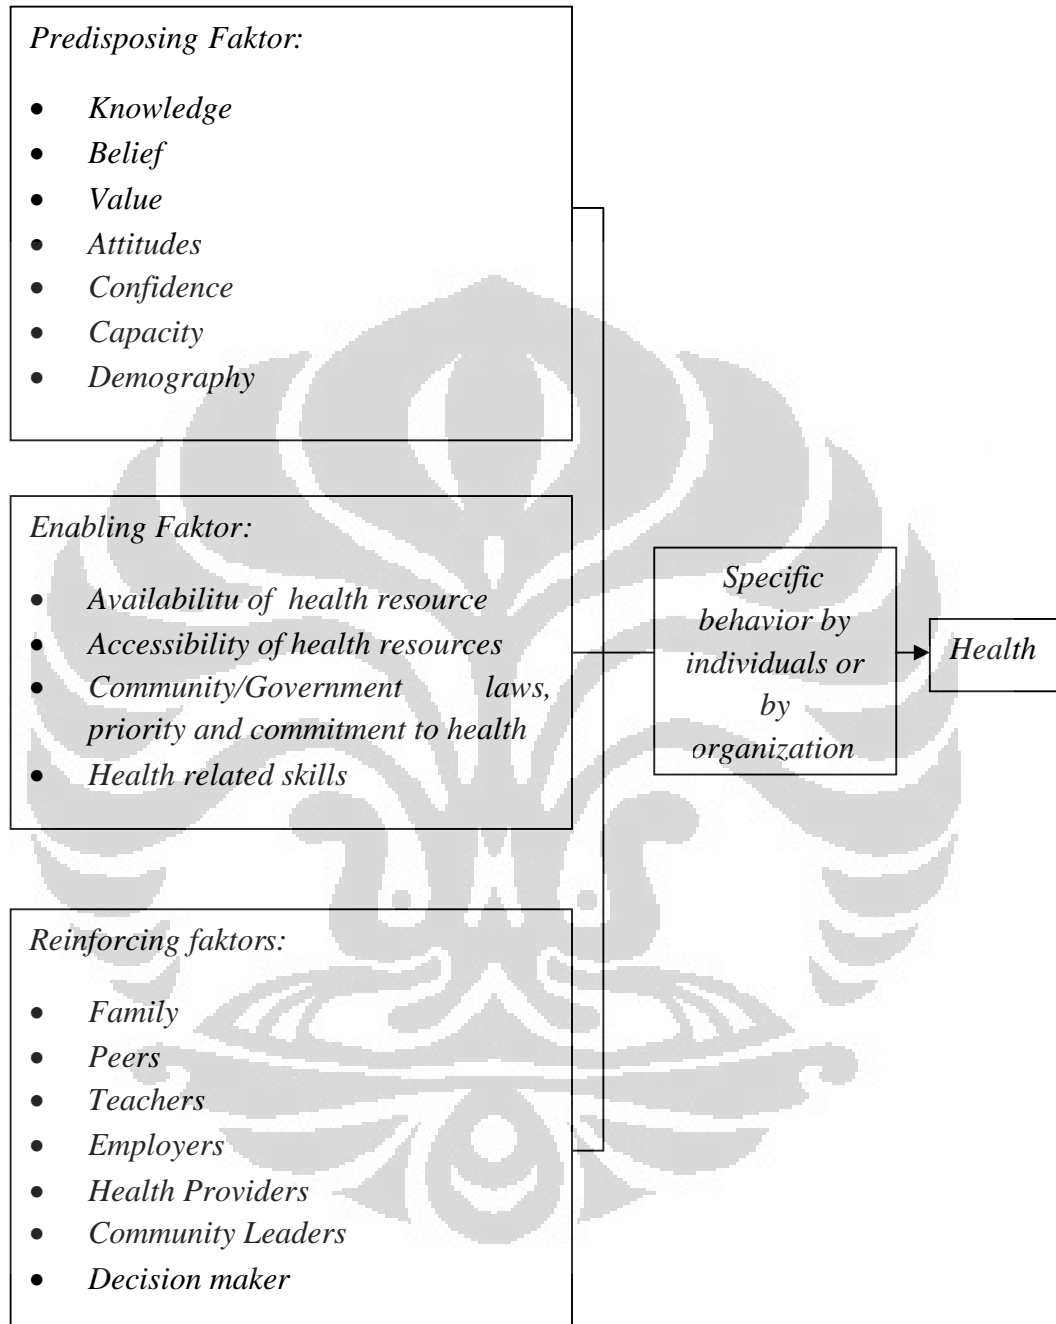 Predisposing Faktor:
• Knowledge
• Belief
• Value
• Attitudes
• Confidence
• Capacity
• Demography
Enabling Faktor:
• Availabilitu of health resource
• Accessibility of health resources
• Community/Government laws,
priority and commitment to health
• Health related skills
Reinforcing faktors:
• Family
• Peers
• Teachers
• Employers
• Health Providers
• Community Leaders
• Decision maker
Specific
behavior by
individuals or
by
organization
Health